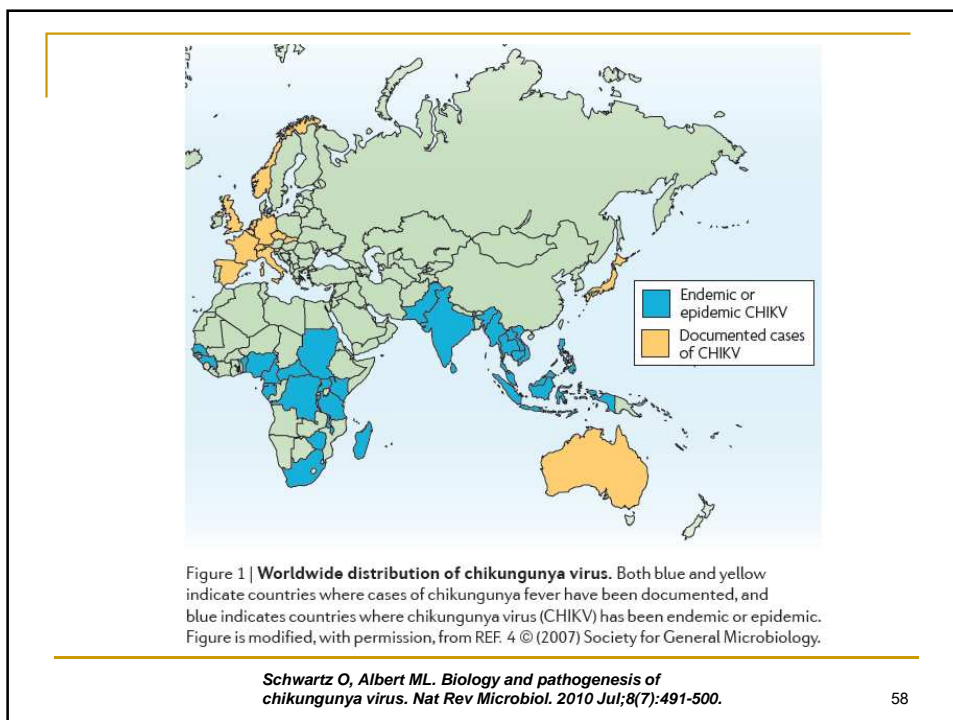 Endemic or
epidemic CHIKV
Documented cases
of CHIKV
Figure 1 | Worldwide distribution of chikungunya virus. Both blue and yellow
indicate countries where cases of chikungunya fever have been documented, and
blue indicates countries where chikungunya virus (CHIKV) has been endemic or epidemic.
Figure is modified, with permission, from REF. 4 © (2007) Society for General Microbiology.
Schwartz O, Albert ML. Biology and pathogenesis of
chikungunya virus. Nat Rev Microbiol. 2010 Jul;8(7):491-500.
58